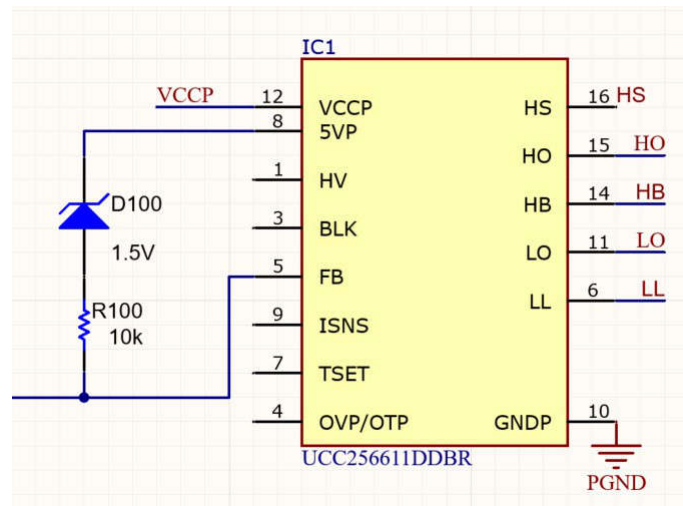 IC1
VCCP 12 VCCP HS 16 HS
8 5VP
HO 15 HO
1 HV
HB 14 HB
D100
3 BLK
1.5V
LO 11 LO
5 FB
LL 6 LL
R100
9 ISNS
10k
7 TSET
4 OVP/OTP GNDP 10
UCC256611DDBR
PGND